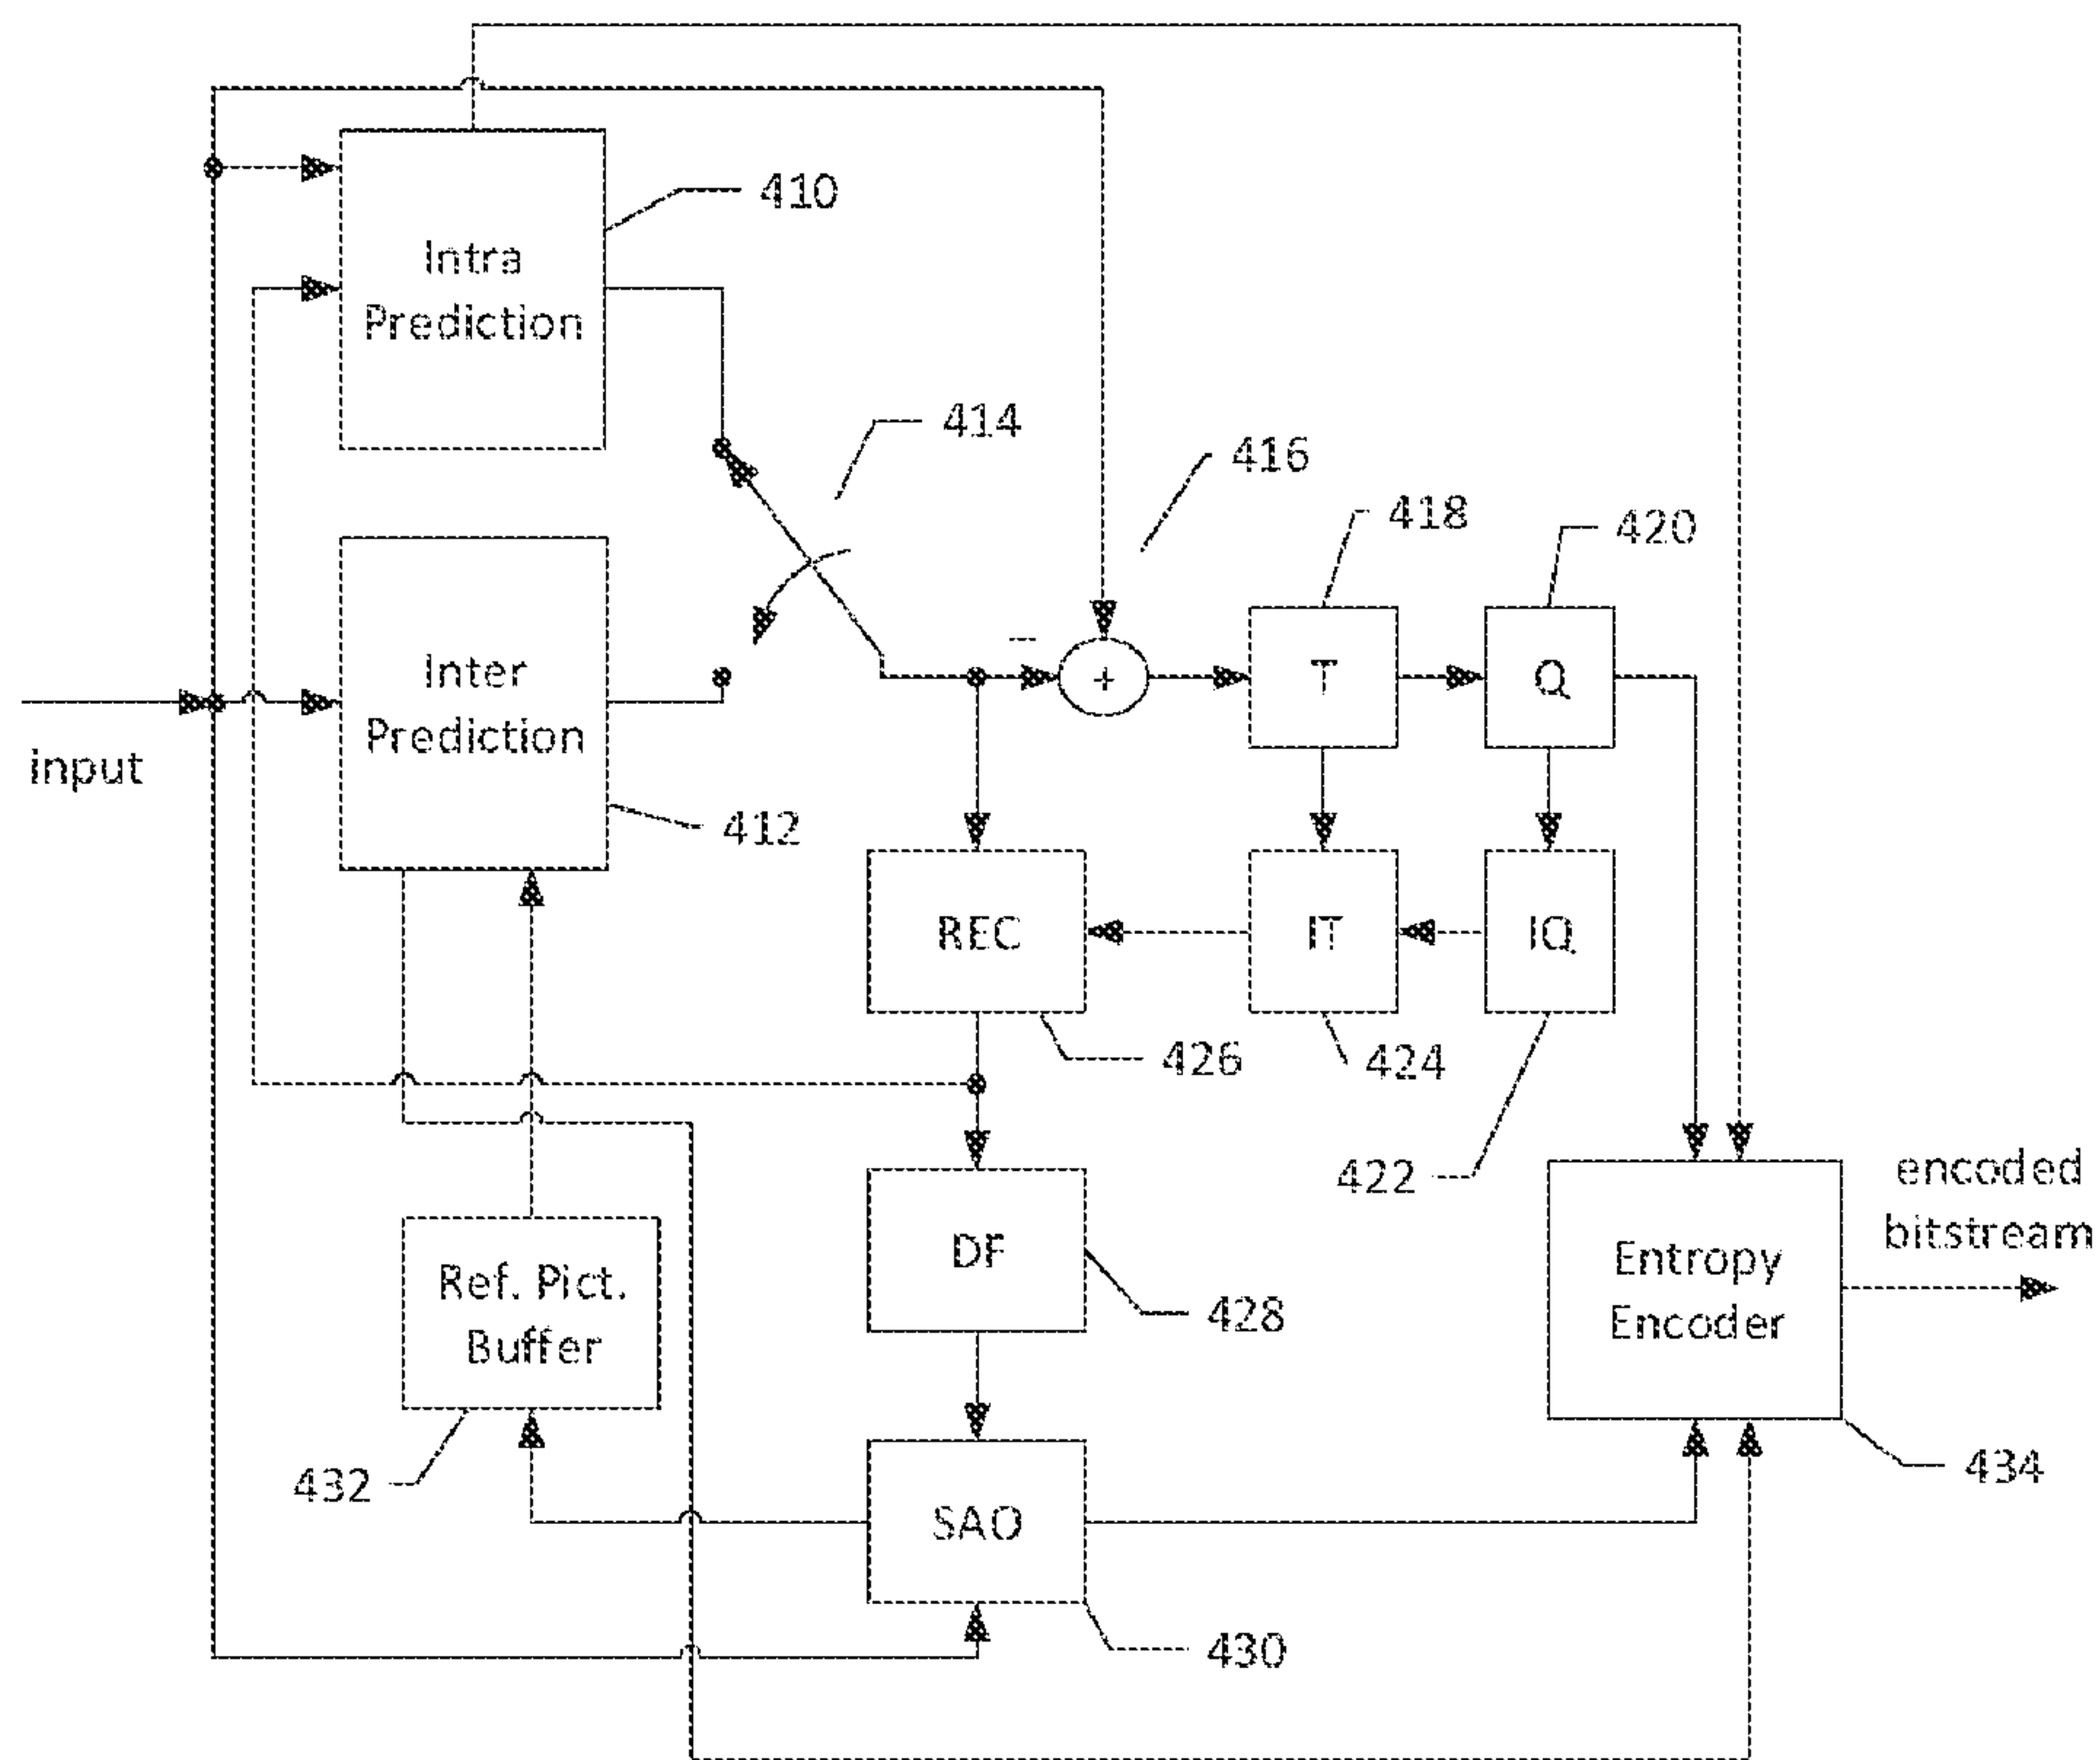 410
Intra
Prediction
414
416
418
420
Inter
Prediction
–
+
T
Q
input
412
REC
IT
IQ
426
424
422
encoded
bitstream
DF
Entropy
Encoder
Ref. Pict.
Buffer
428
432
434
SAO
430